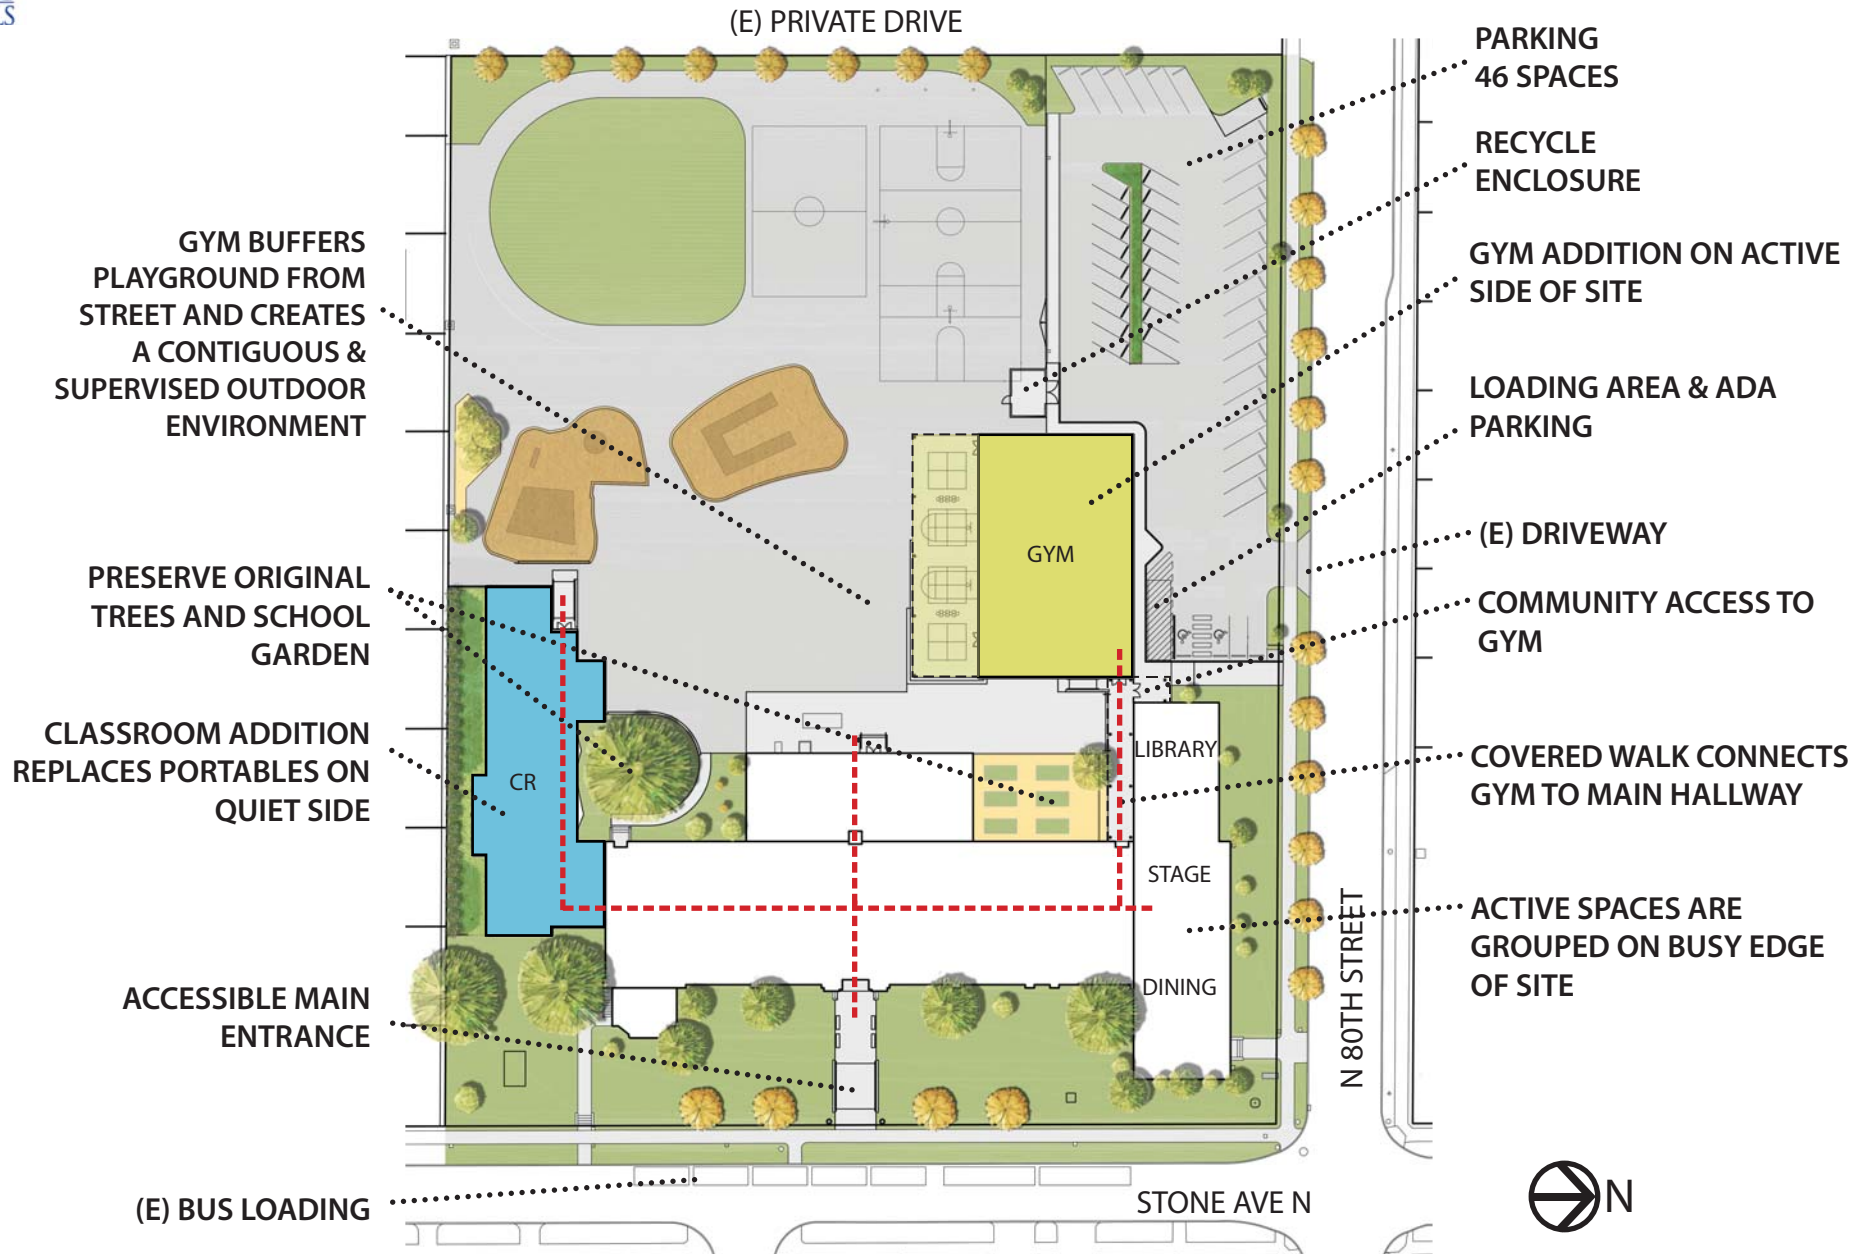 (E) PRIVATE DRIVE
PARKING
46 SPACES
RECYCLE
ENCLOSURE
GYM ADDITION ON ACTIVE
SIDE OF SITE
LOADING AREA & ADA
PARKING
(E) DRIVEWAY
COMMUNITY ACCESS TO
GYM
COVERED WALK CONNECTS
GYM TO MAIN HALLWAY
ACTIVE SPACES ARE
GROUPED ON BUSY EDGE
OF SITE
GYM BUFFERS
PLAYGROUND FROM
STREET AND CREATES
A CONTIGUOUS &
SUPERVISED OUTDOOR
ENVIRONMENT
PRESERVE ORIGINAL
TREES AND SCHOOL
GARDEN
CLASSROOM ADDITION
REPLACES PORTABLES ON
QUIET SIDE
ACCESSIBLE MAIN
ENTRANCE
(E) BUS LOADING
GYM
CR
LIBRARY
STAGE
DINING
N 80TH STREET
STONE AVE N
N